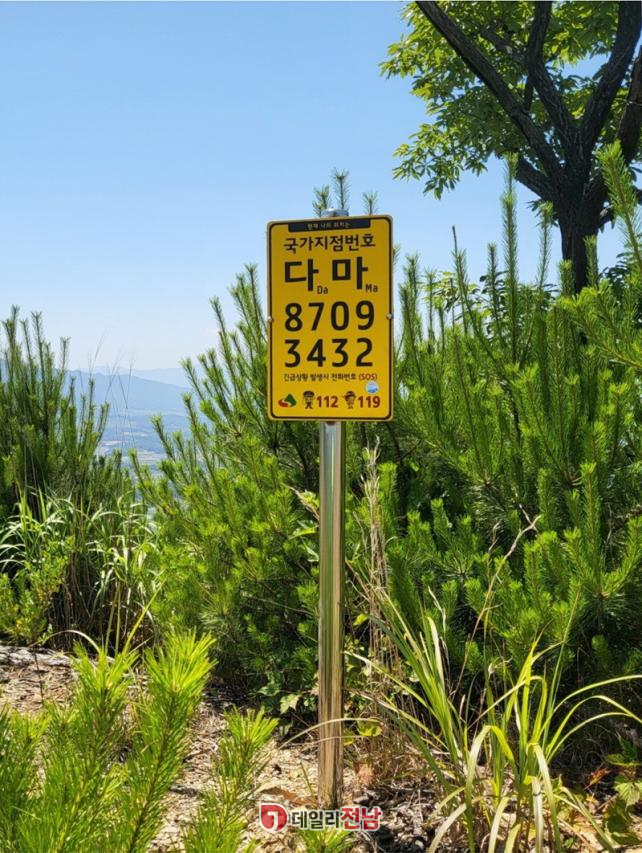 현재 나의 위치는
국가지점번호
다 Da 마 Ma
8709
3432
긴급상황 발생시 전화번호 (SOS)
112 119
데일리전남